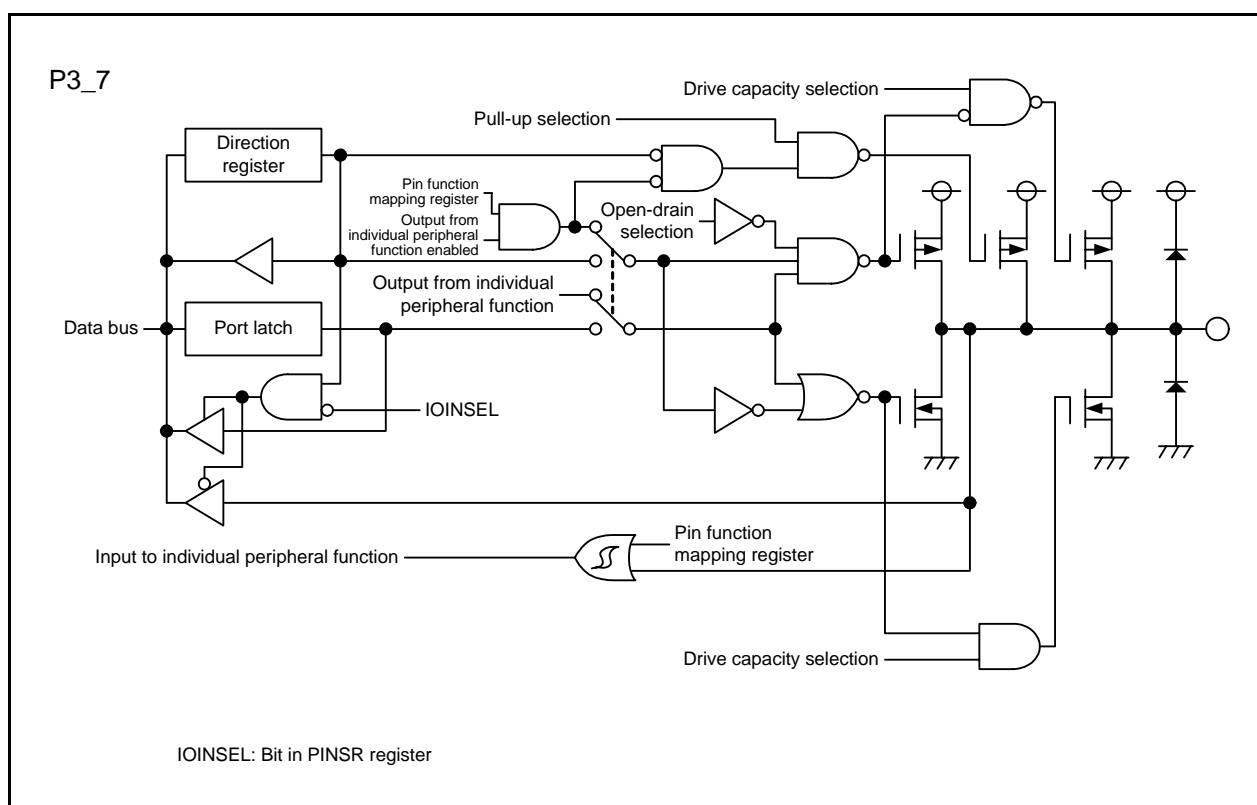 P3_7
Drive capacity selection
Pull-up selection
Direction
register
Pin function
mapping register
Output from
individual peripheral
function enabled
Open-drain
selection
Output from individual
peripheral function
Data bus
Port latch
IOINSEL
Pin function
mapping register
Input to individual peripheral function
Drive capacity selection
IOINSEL: Bit in PINSR register